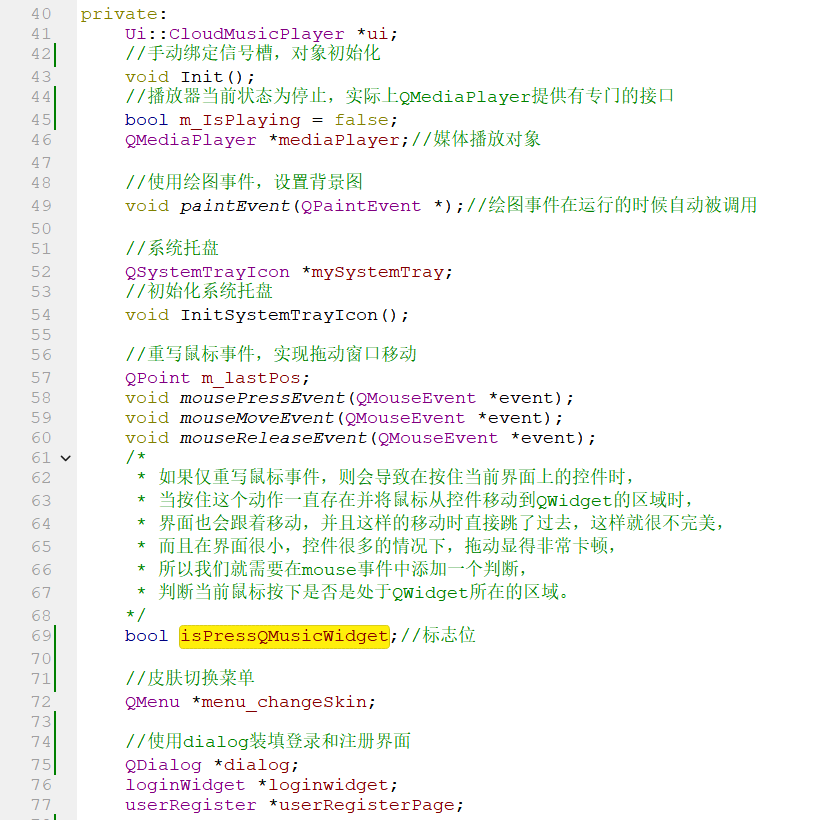 40 private:
41 Ui::CloudMusicPlayer *ui;
42 //手动绑定信号槽，对象初始化
43 void Init();
44 //播放器当前状态为停止，实际上QMediaPlayer提供有专门的接口
45 bool m_IsPlaying = false;
46 QMediaPlayer *mediaPlayer;//媒体播放对象
47
48 //使用绘图事件，设置背景图
49 void paintEvent(QPaintEvent *);//绘图事件在运行的时候自动被调用
50
51 //系统托盘
52 QSystemTrayIcon *mySystemTray;
53 //初始化系统托盘
54 void InitSystemTrayIcon();
55
56 //重写鼠标事件，实现拖动窗口移动
57 QPoint m_lastPos;
58 void mousePressEvent(QMouseEvent *event);
59 void mouseMoveEvent(QMouseEvent *event);
60 void mouseReleaseEvent(QMouseEvent *event);
61 /*
62 * 如果仅重写鼠标事件，则会导致在按住当前界面上的控件时，
63 * 当按住这个动作一直存在并将鼠标从控件移动到QWidget的区域时，
64 * 界面也会跟着移动，并且这样的移动时直接跳了过去，这样就很不完美，
65 * 而且在界面很小，控件很多的情况下，拖动显得非常卡顿，
66 * 所以我们就需要在mouse事件中添加一个判断，
67 * 判断当前鼠标按下是否是处于QWidget所在的区域。
68 */
69 bool isPressQMusicWidget;//标志位
70
71 //皮肤切换菜单
72 QMenu *menu_changeSkin;
73
74 //使用dialog装填登录和注册界面
75 QDialog *dialog;
76 loginWidget *loginwidget;
77 userRegister *userRegisterPage;